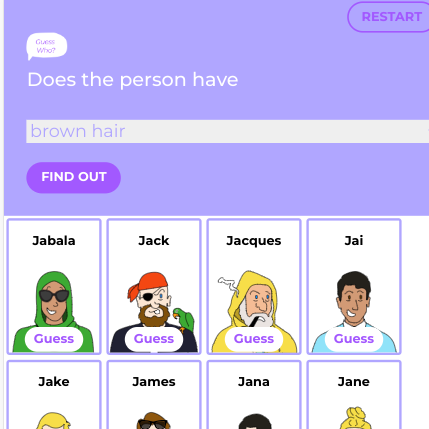 RESTART
Guess
Who?
Does the person have
brown hair
FIND OUT
Jabala
Jack
Jacques
Jai
Guess
Guess
Guess
Guess
Jake
James
Jana
Jane